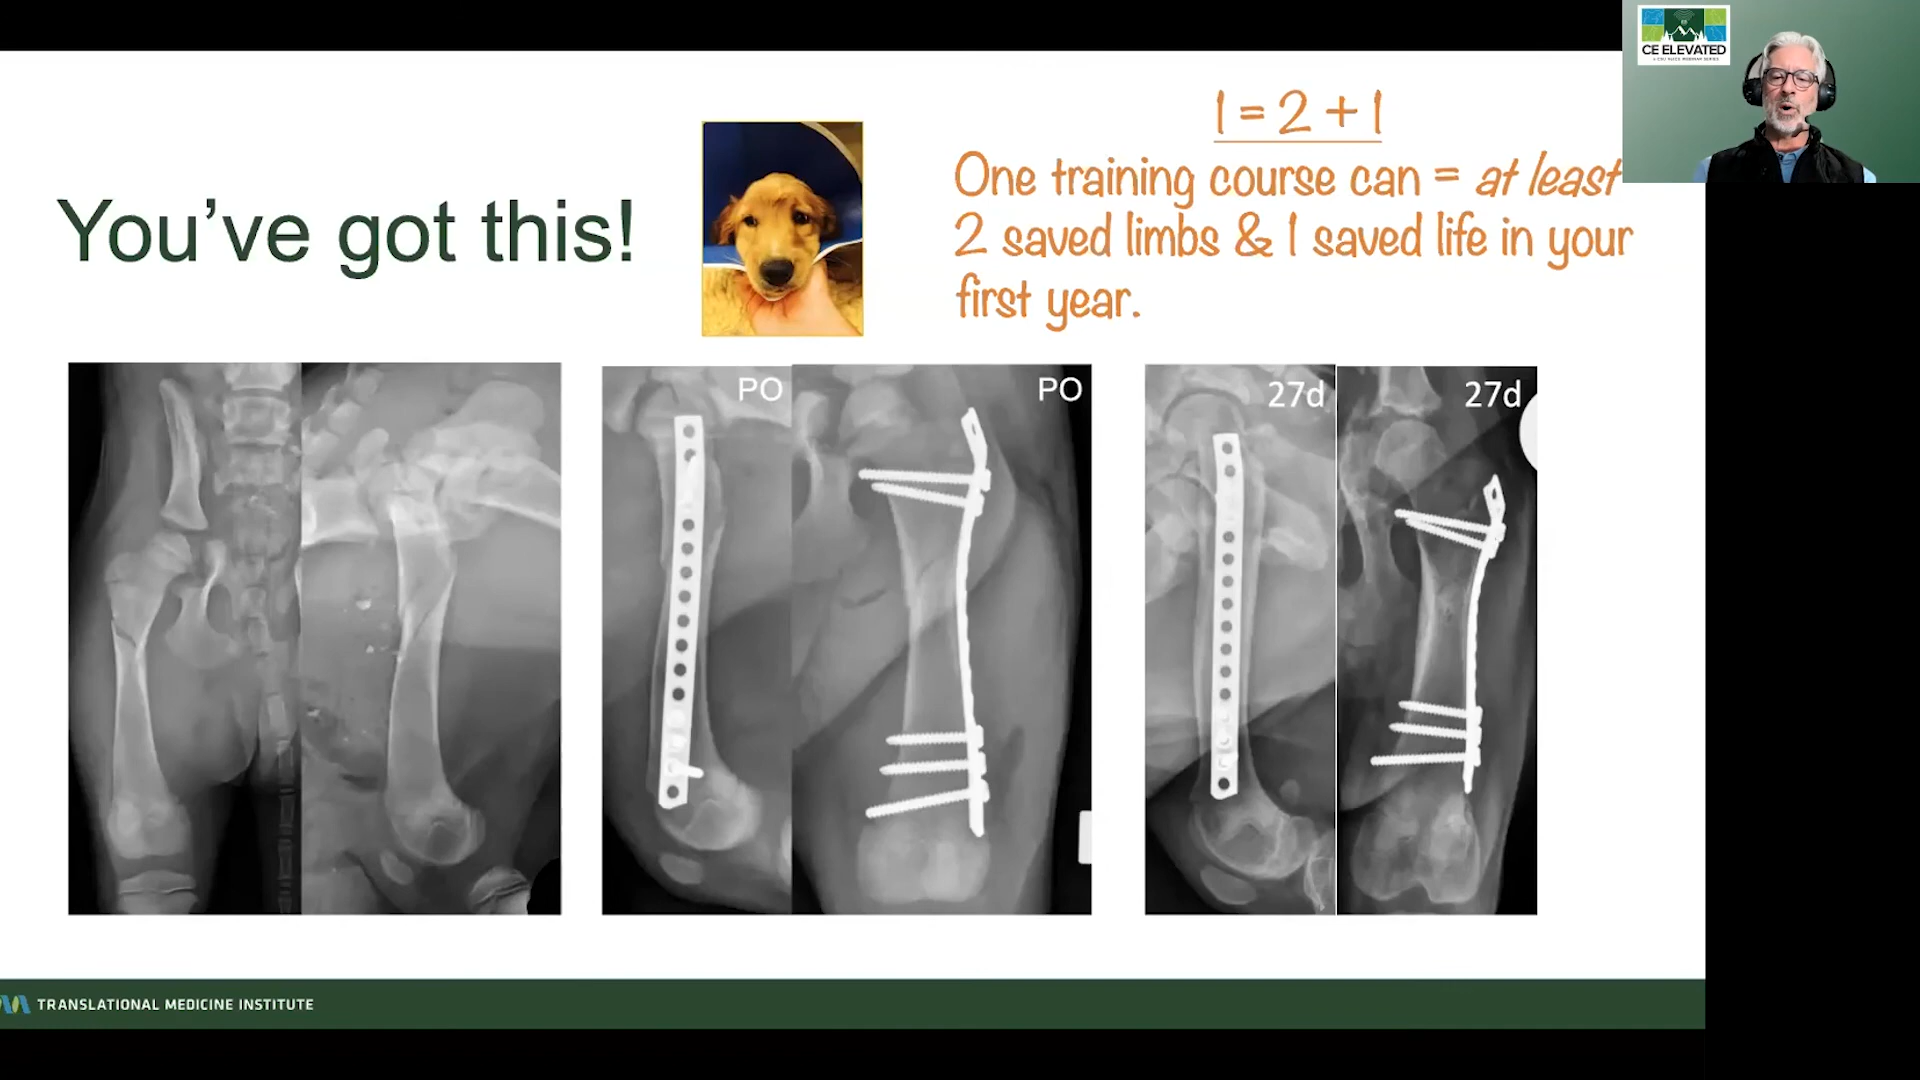 CE ELEVATED
1 = 2 + 1
One training course can = at least
2 saved limbs & 1 saved life in your
first year.
You’ve got this!
PO
PO
27d
27d
TRANSLATIONAL MEDICINE INSTITUTE